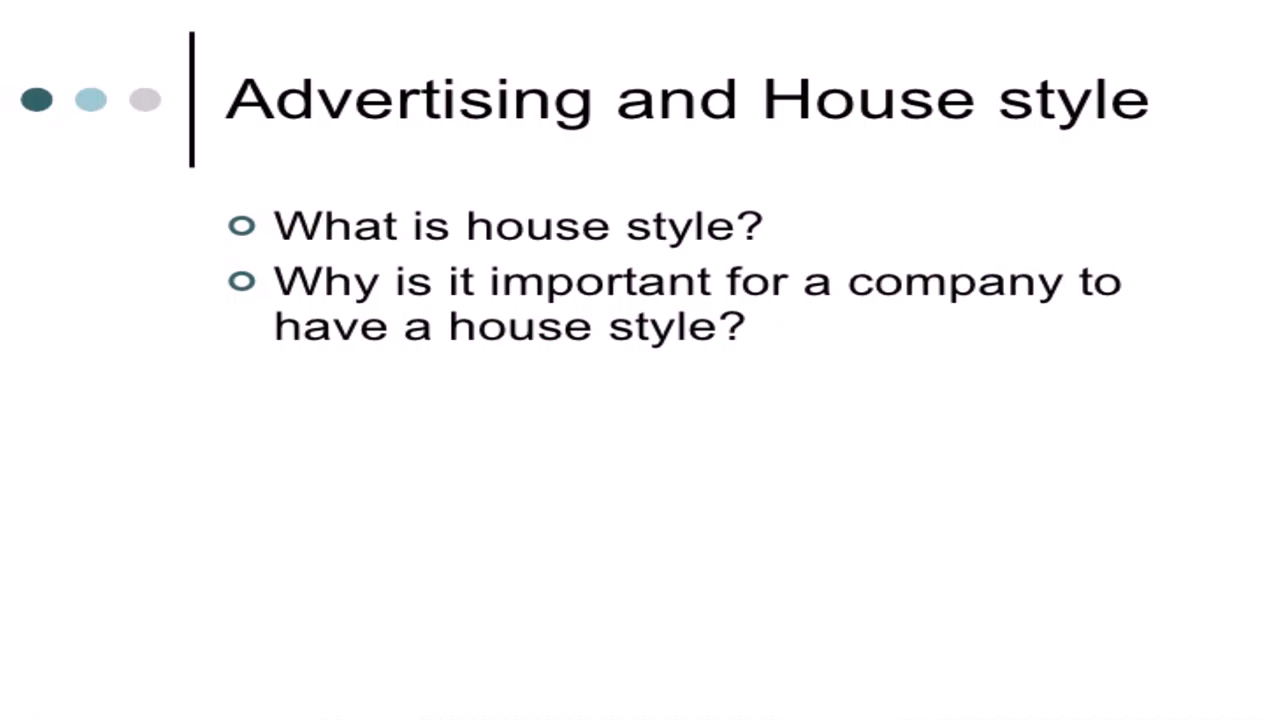 Advertising and House style
What is house style?
Why is it important for a company to
have a house style?